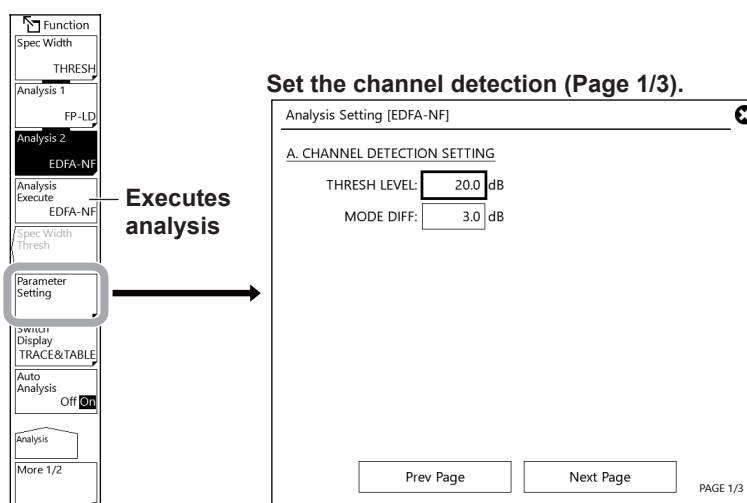 Function
Spec Width
THRESH
Analysis 1
FP-LD
Analysis 2
EDFA-NF
Analysis
Execute
EDFA-NF
Spec Width
Thresh
Parameter
Setting
Switch
Display
TRACE&TABLE
Auto
Analysis
Off On
Analysis
More 1/2
Executes
analysis
Set the channel detection (Page 1/3).
Analysis Setting [EDFA-NF]
A. CHANNEL DETECTION SETTING
THRESH LEVEL: 20.0 dB
MODE DIFF: 3.0 dB
Prev Page Next Page PAGE 1/3